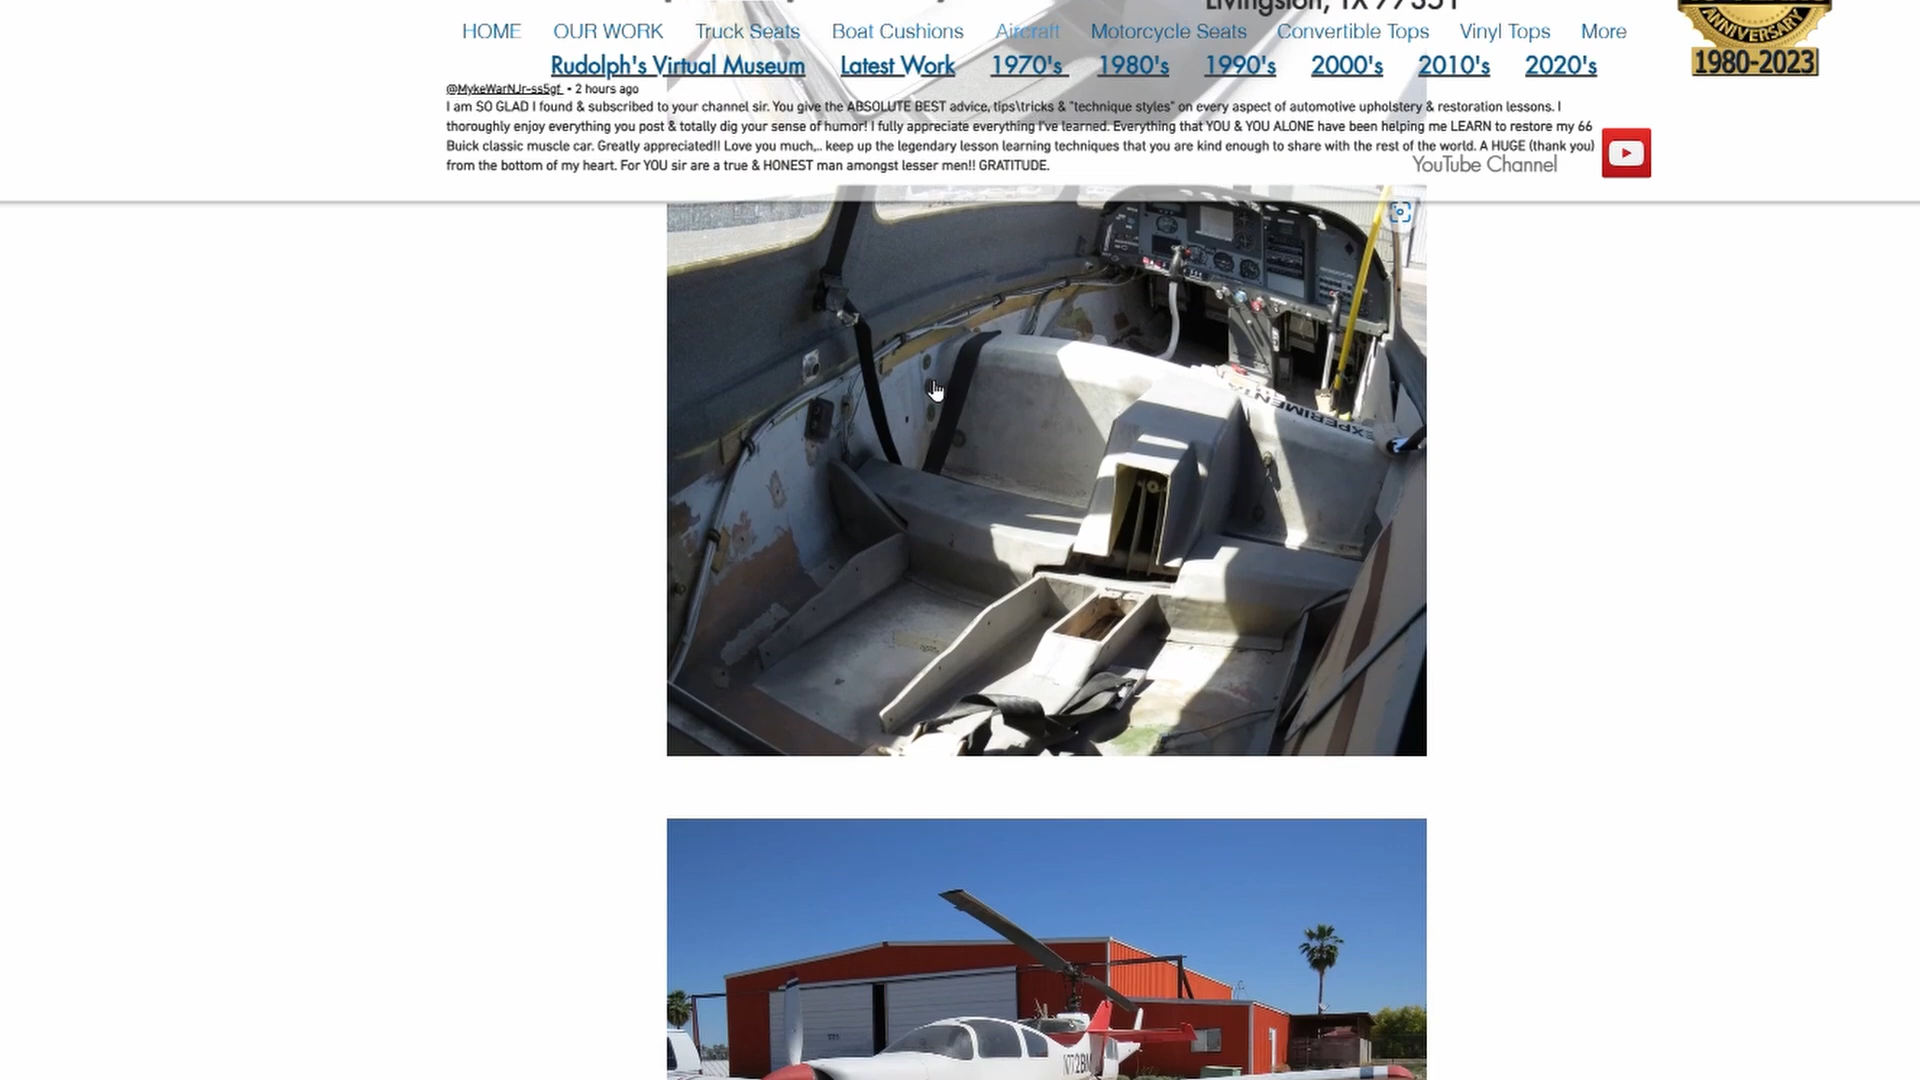 Livingston, TX 77351
HOME OUR WORK Truck Seats Boat Cushions Aircraft Motorcycle Seats Convertible Tops Vinyl Tops More
ANNIVERSARY
1980-2023
Rudolph's Virtual Museum Latest Work 1970's 1980's 1990's 2000's 2010's 2020's
@MykeWarNJr-ss5gf • 2 hours ago
I am SO GLAD I found & subscribed to your channel sir. You give the ABSOLUTE BEST advice, tips\tricks & "technique styles" on every aspect of automotive upholstery & restoration lessons. I
thoroughly enjoy everything you post & totally dig your sense of humor! I fully appreciate everything I've learned. Everything that YOU & YOU ALONE have been helping me LEARN to restore my 66
Buick classic muscle car. Greatly appreciated!! Love you much,.. keep up the legendary lesson learning techniques that you are kind enough to share with the rest of the world. A HUGE (thank you)
from the bottom of my heart. For YOU sir are a true & HONEST man amongst lesser men!! GRATITUDE.
YouTube Channel
EXPERIMENTAL